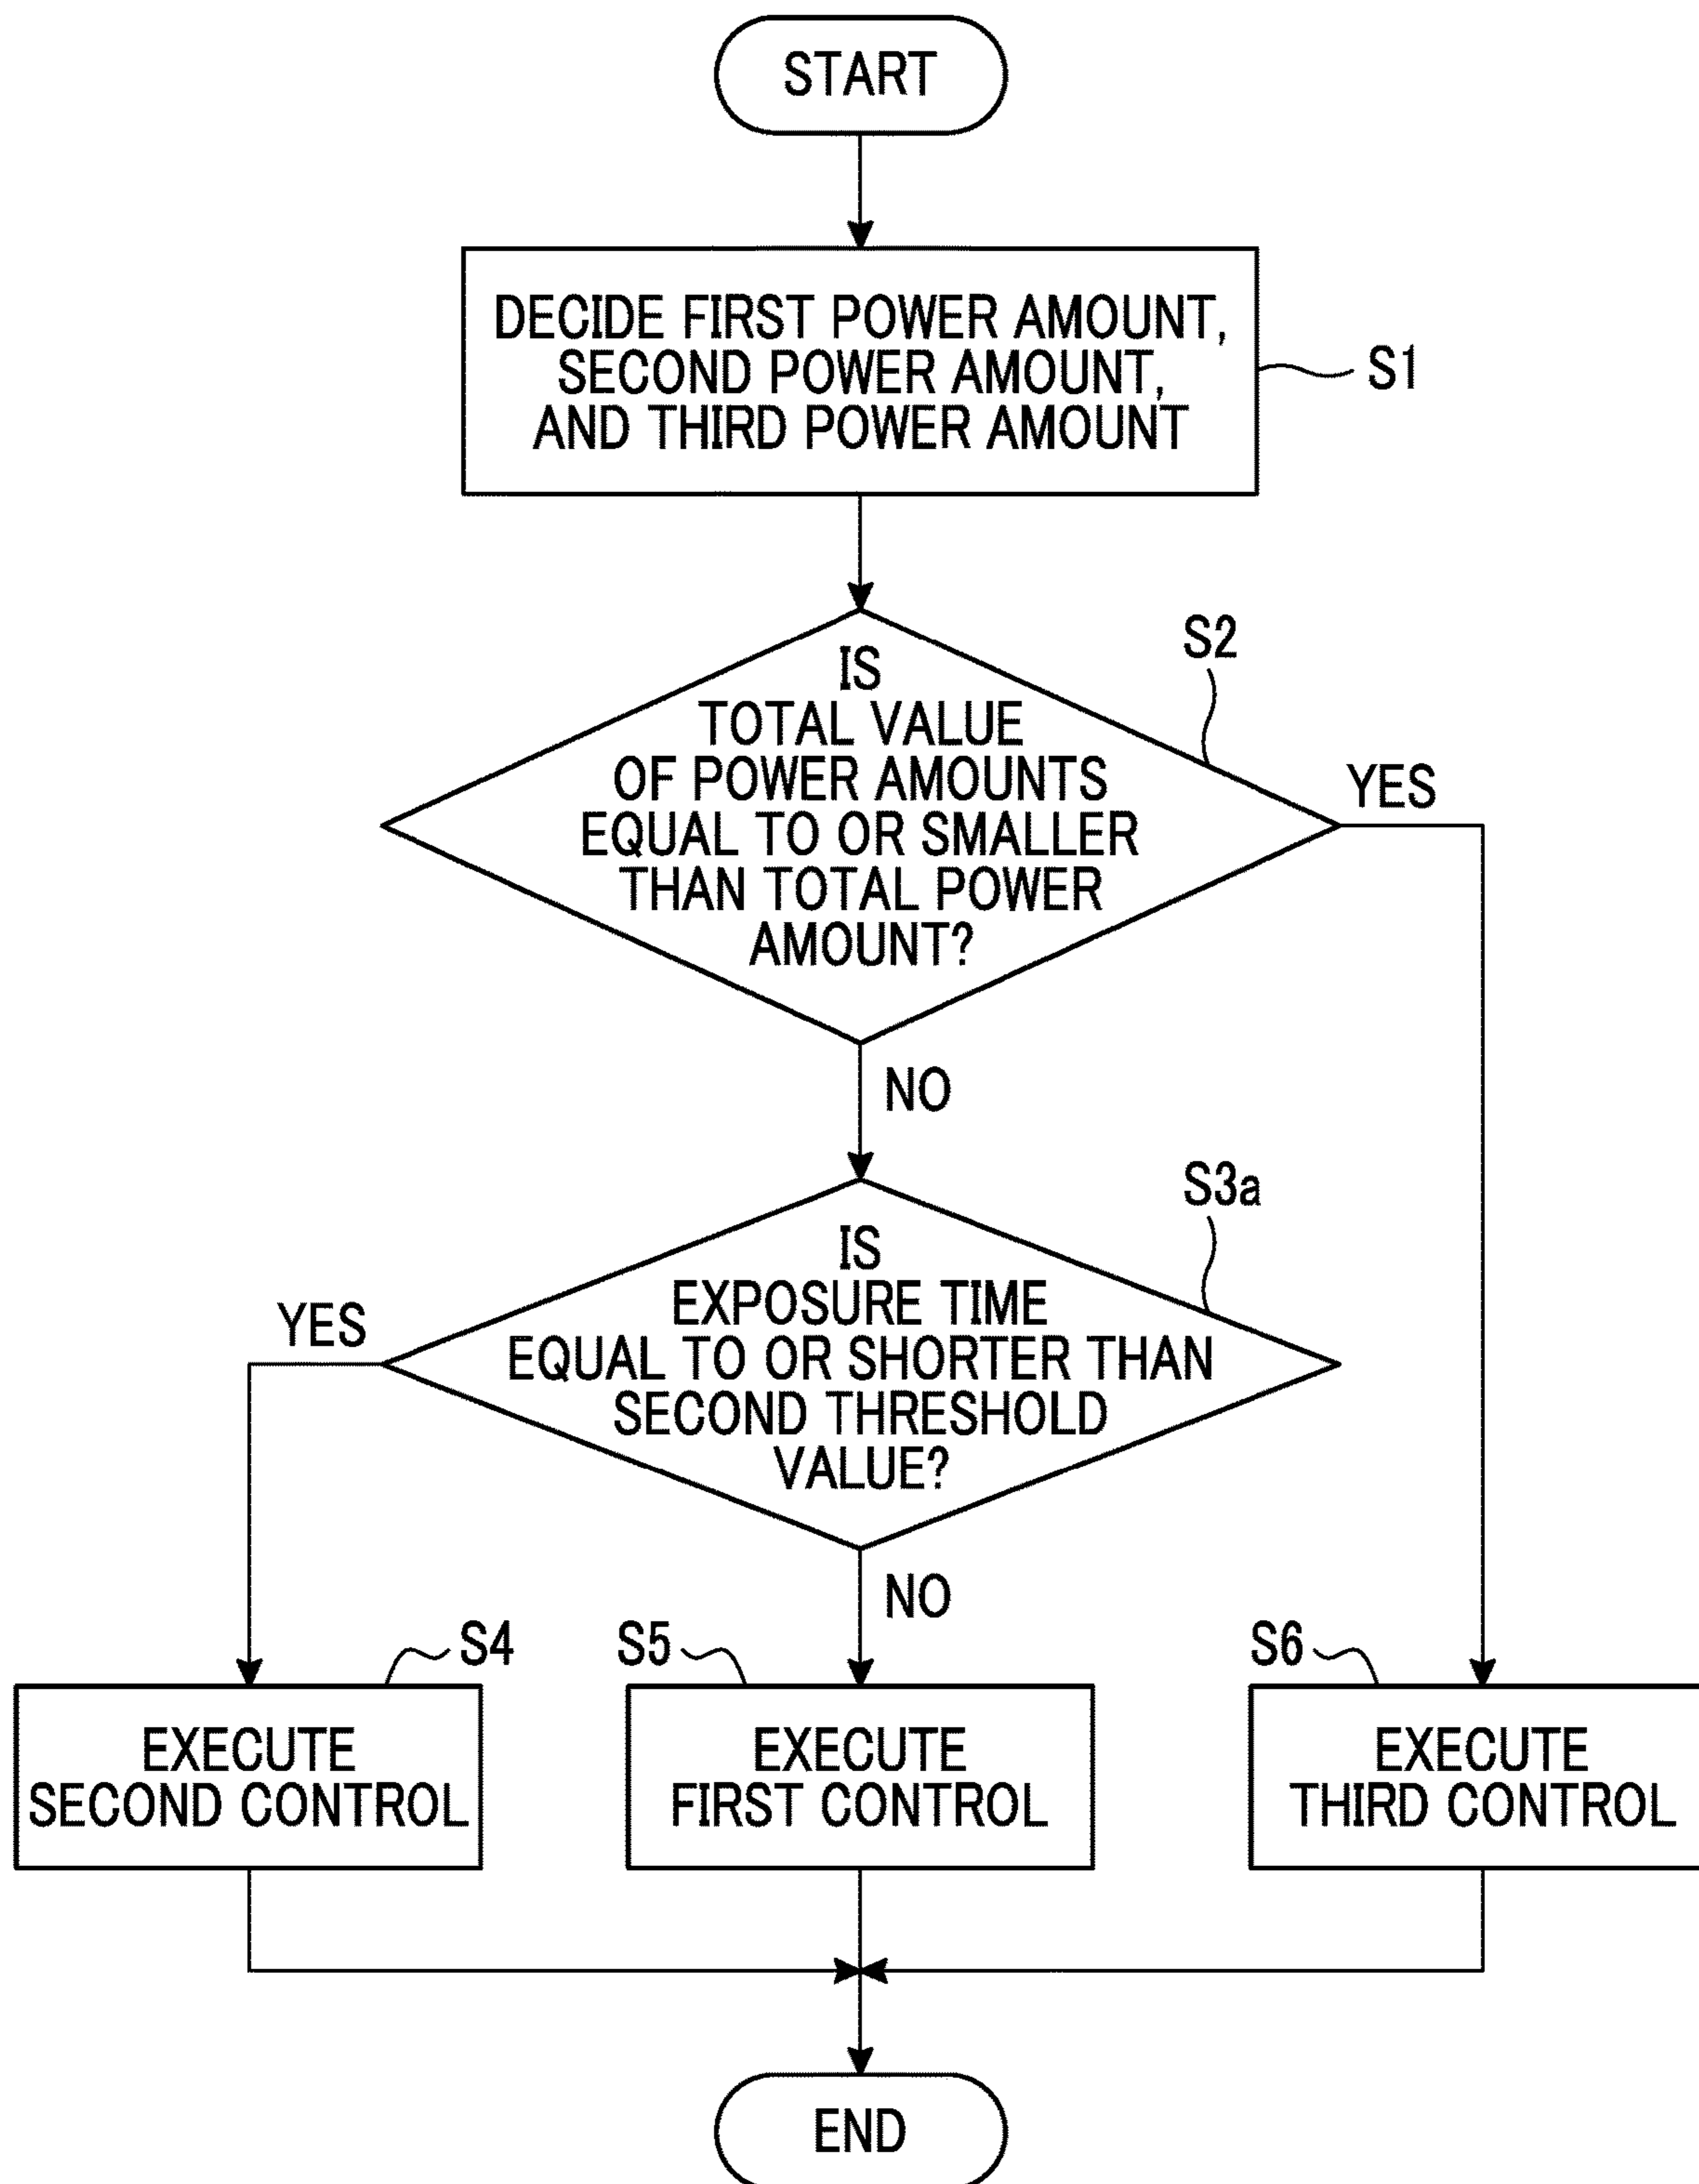 START
DECIDE FIRST POWER AMOUNT,
SECOND POWER AMOUNT,
AND THIRD POWER AMOUNT
S1
S2
IS
TOTAL VALUE
OF POWER AMOUNTS
EQUAL TO OR SMALLER
THAN TOTAL POWER
AMOUNT?
YES
NO
S3a
IS
EXPOSURE TIME
EQUAL TO OR SHORTER THAN
SECOND THRESHOLD
VALUE?
YES
NO
S4
EXECUTE
SECOND CONTROL
S5
EXECUTE
FIRST CONTROL
S6
EXECUTE
THIRD CONTROL
END